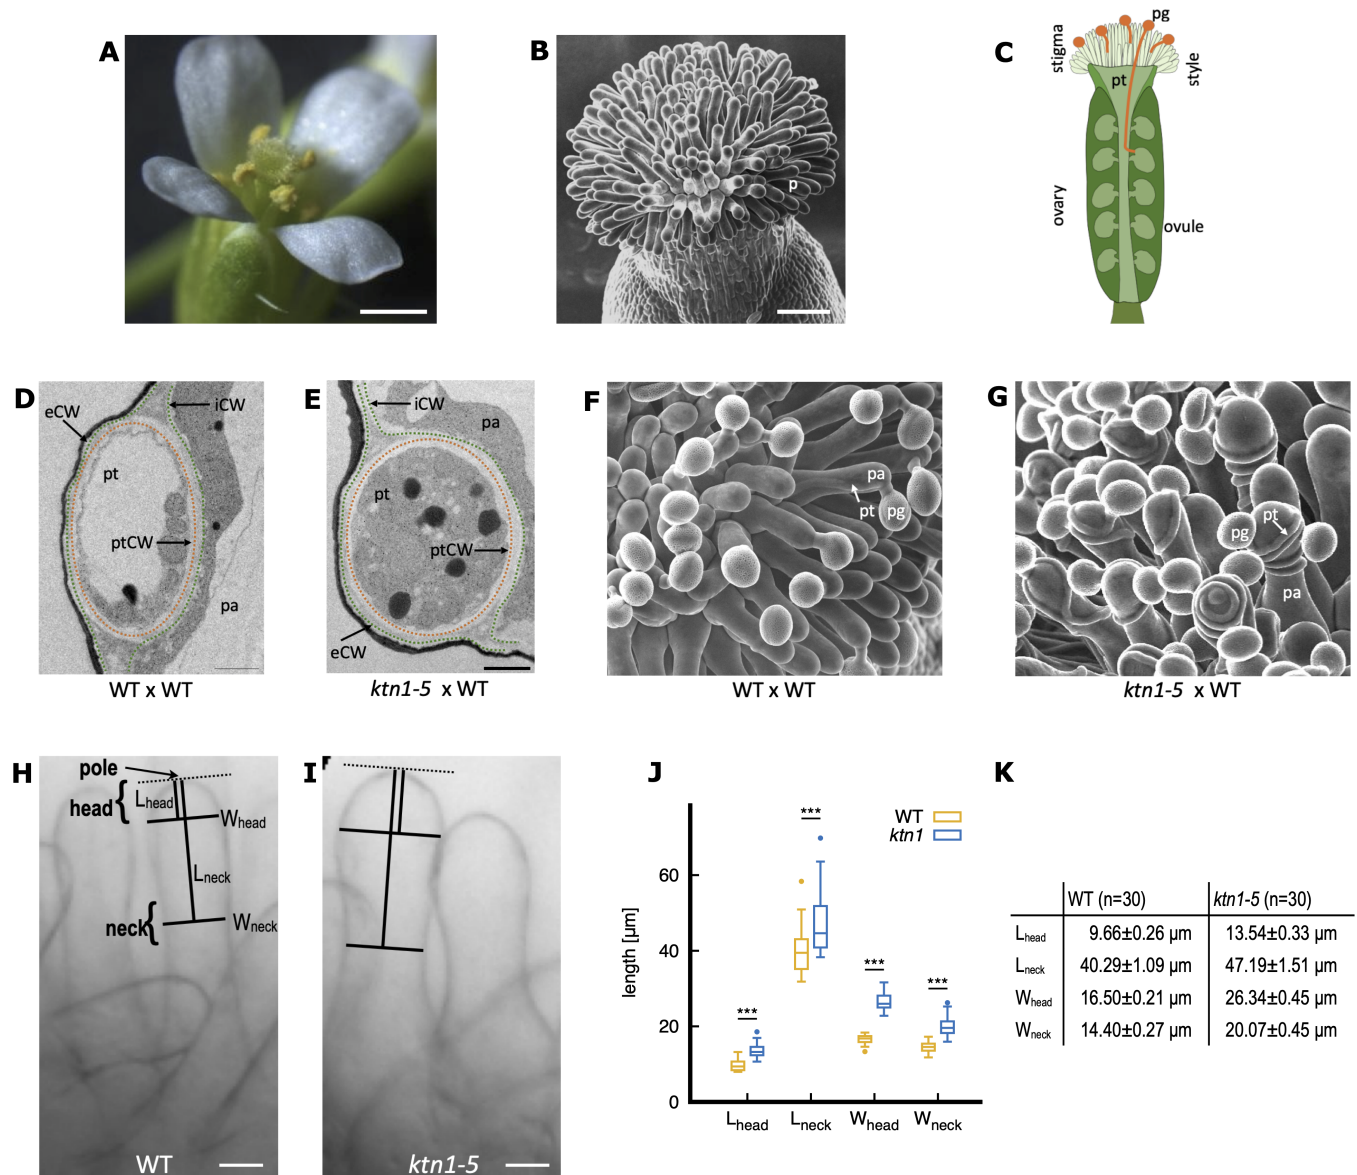 A
B
p
C
pg
stigma
style
pt
ovary
ovule
D
eCW
iCW
pt
ptCW
pa
WT x WT
E
iCW
pa
pt
ptCW
eCW
ktn1-5 x WT
F
pa
pt
pg
WT x WT
G
pt
pg
pa
ktn1-5 x WT
H
pole
head{
Lhead
Whead
Lneck
neck{
Wneck
WT
I
ktn1-5
J
WT
ktn1
***
***
***
***
length [µm]
60
40
20
0
Lhead
Lneck
Whead
Wneck
K
WT (n=30) ktn1-5 (n=30)
Lhead 9.66±0.26 µm 13.54±0.33 µm
Lneck 40.29±1.09 µm 47.19±1.51 µm
Whead 16.50±0.21 µm 26.34±0.45 µm
Wneck 14.40±0.27 µm 20.07±0.45 µm